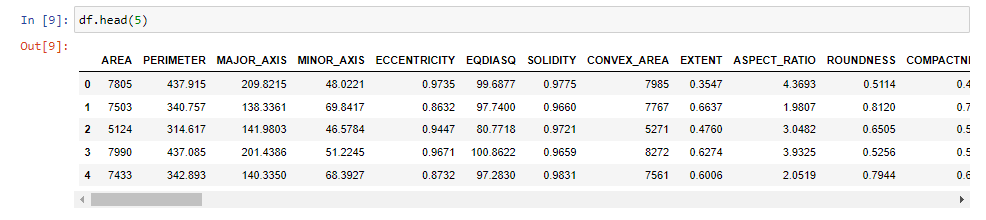 In [9]: df.head(5)
Out[9]:
AREA PERIMETER MAJOR_AXIS MINOR_AXIS ECCENTRICITY EQDIASQ SOLIDITY CONVEX_AREA EXTENT ASPECT_RATIO ROUNDNESS COMPACTN
0 7805 437.915 209.8215 48.0221 0.9735 99.6877 0.9775 7985 0.3547 4.3693 0.5114 0.4
1 7503 340.757 138.3361 69.8417 0.8632 97.7400 0.9660 7767 0.6637 1.9807 0.8120 0.7
2 5124 314.617 141.9803 46.5784 0.9447 80.7718 0.9721 5271 0.4760 3.0482 0.6505 0.5
3 7990 437.085 201.4386 51.2245 0.9671 100.8622 0.9659 8272 0.6274 3.9325 0.5256 0.5
4 7433 342.893 140.3350 68.3927 0.8732 97.2830 0.9831 7561 0.6006 2.0519 0.7944 0.6